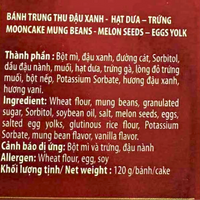 BÁNH TRUNG THU ĐẬU XANH - HẠT DƯA – TRỨNG
MOONCAKE MUNG BEANS - MELON SEEDS – EGGS YOLK
Thành phần: Bột mì, đậu xanh, đường cát, Sorbitol,
dầu đậu nành, muối, hạt dưa, trứng gà, lòng đỏ trứng
muối, bột nếp, Potassium Sorbate, hương đậu xanh,
hương vani.
Ingredient: Wheat flour, mung beans, granulated
sugar, Sorbitol, soybean oil, salt, melon seeds, eggs,
salted egg yolks, glutinous rice flour, Potassium
Sorbate, mung bean flavor, vanilla flavor.
Cảnh báo dị ứng: Bột mì và trứng, đậu nành
Allergen: Wheat flour, egg, soy
Khối lượng tịnh/ Net weight : 120 g/bánh/cake